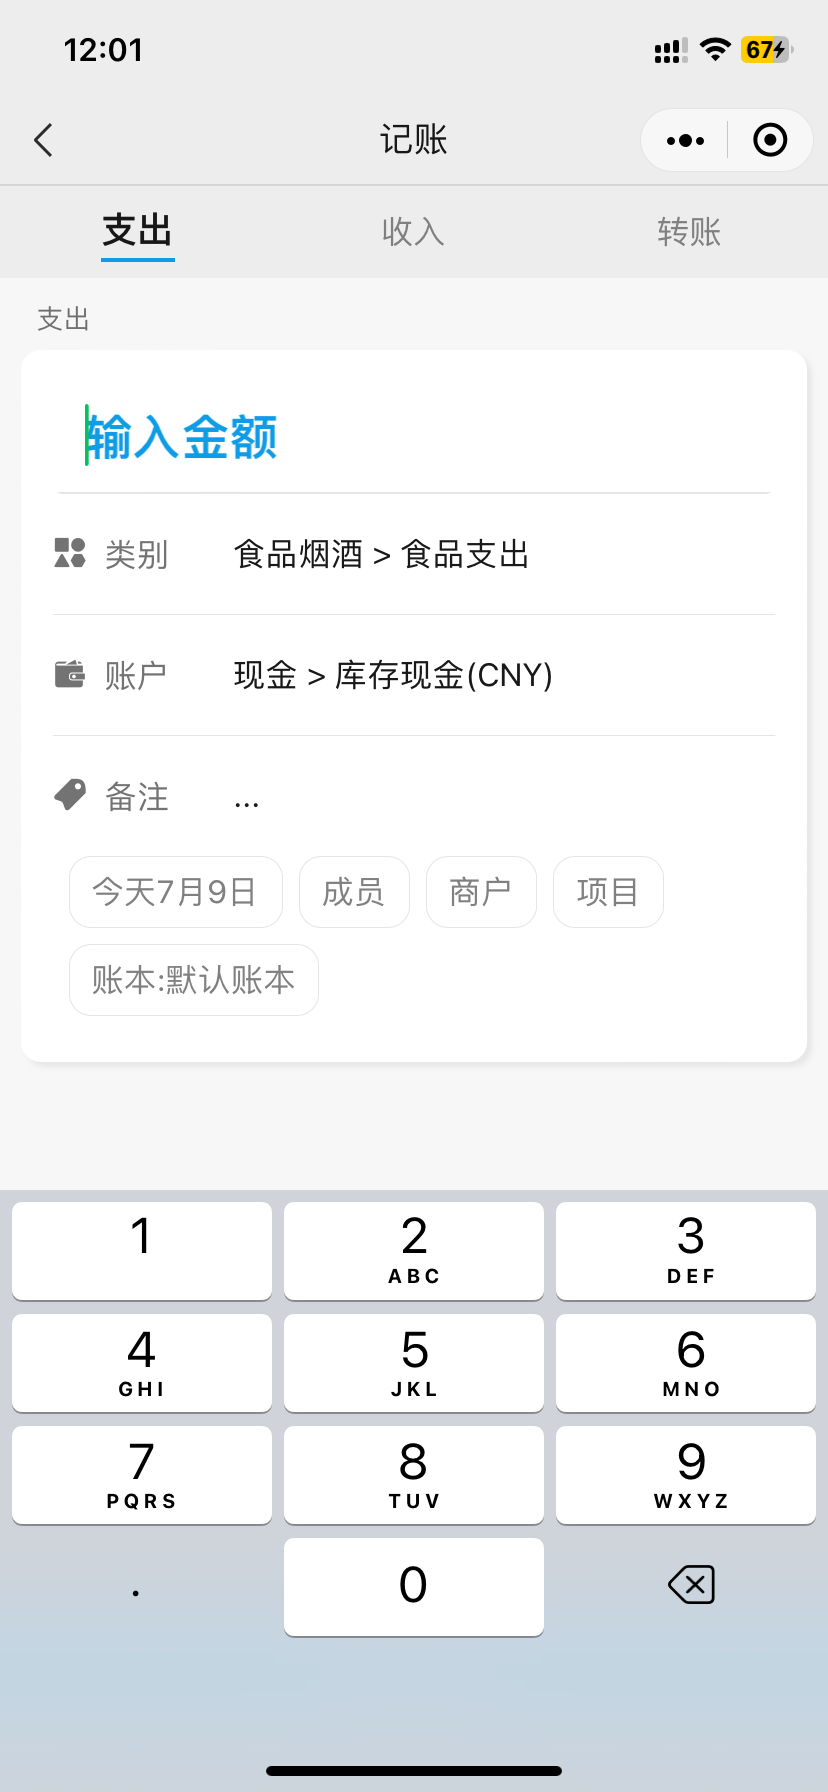 12:01
67
记账
支出 收入 转账
支出
输入金额
类别 食品烟酒 > 食品支出
账户 现金 > 库存现金(CNY)
备注 ...
今天7月9日 成员 商户 项目
账本:默认账本
1 2 3
ABC DEF
4 5 6
GHI JKL MNO
7 8 9
PQRS TUV WXYZ
. 0